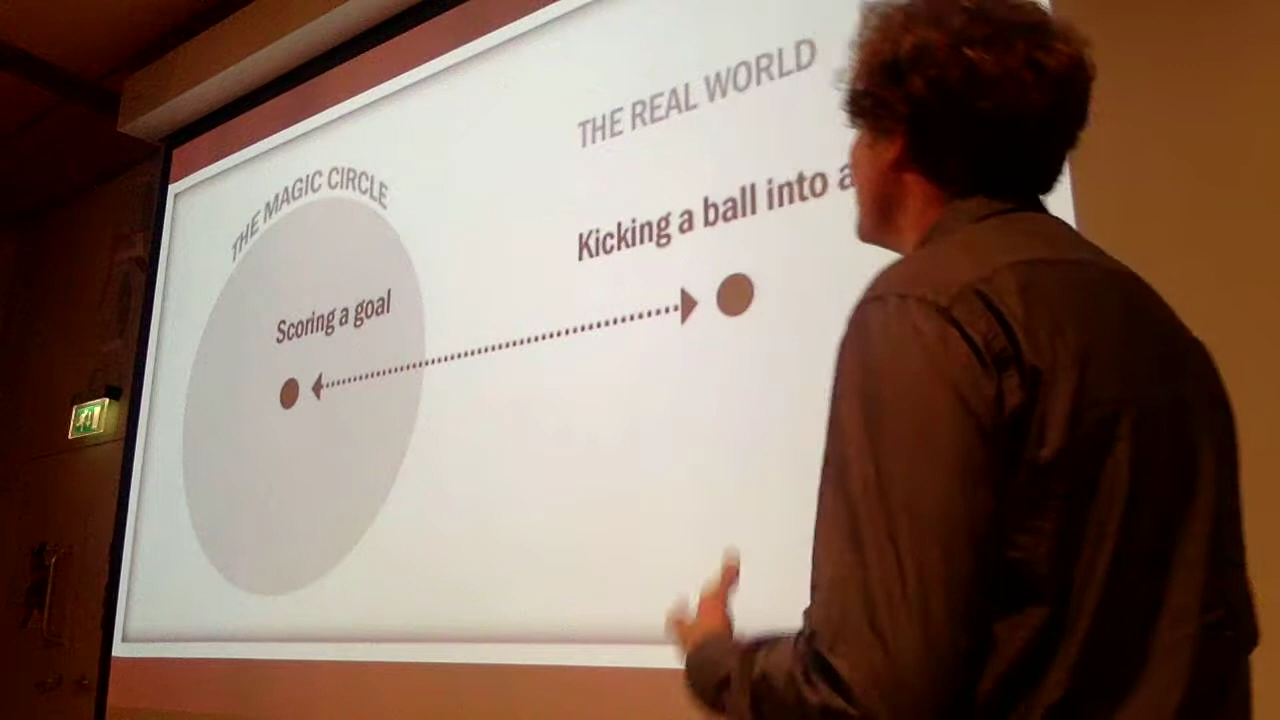 THE MAGIC CIRCLE
Scoring a goal
THE REAL WORLD
Kicking a ball into a